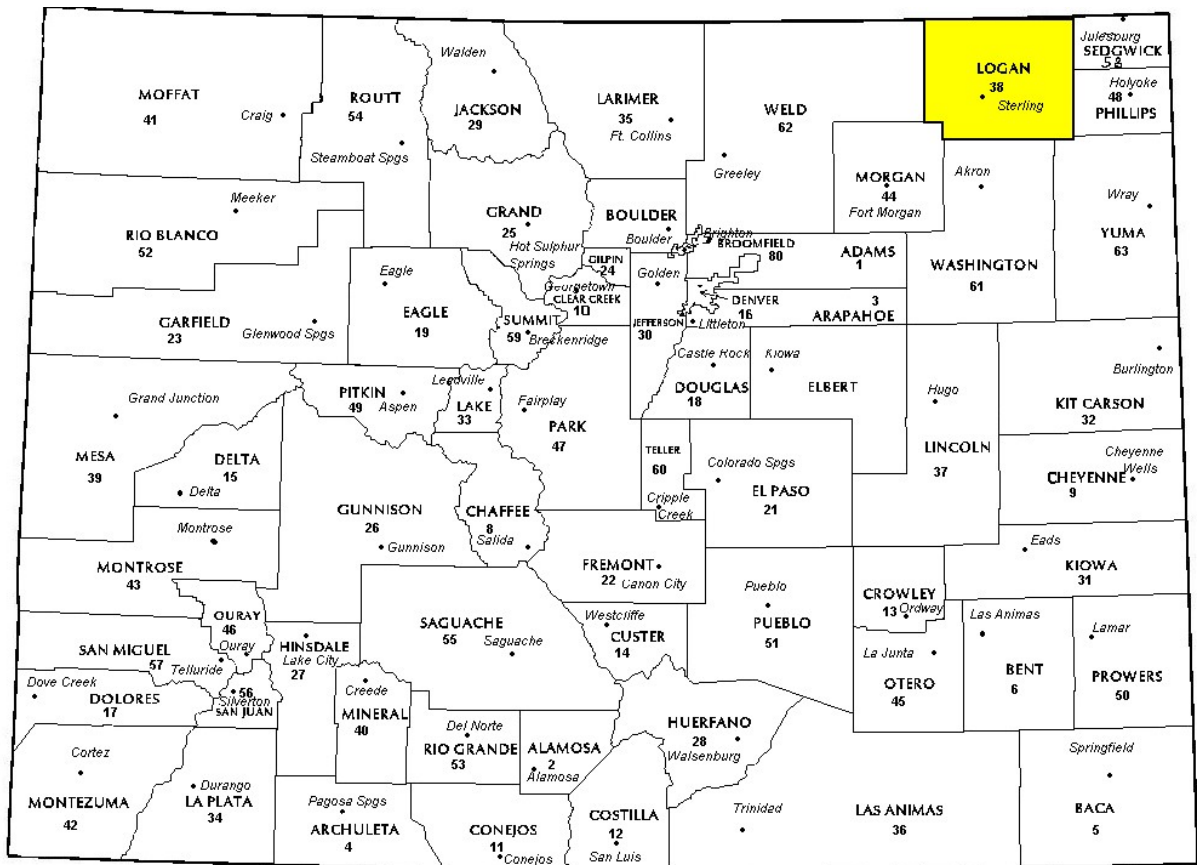 Walden
Julesburg
SEDGWICK
58
LOGAN
38
Sterling
Holyoke
48
PHILLIPS
MOFFAT
41
Craig
ROUTT
54
Steamboat Spgs
JACKSON
29
LARIMER
35
Ft. Collins
WELD
62
Greeley
MORGAN
44
Fort Morgan
Akron
WASHINGTON
61
Wray
YUMA
63
Meeker
RIO BLANCO
52
GRAND
25
Hot Sulphur
Springs
BOULDER
Boulder
Brighton
BROOMFIELD
80
ADAMS
1
GILPIN
24
Golden
Georgetown
CLEAR CREEK
10
JEFFERSON
30
DENVER
16
Littleton
3
ARAPAHOE
Eagle
EAGLE
19
GARFIELD
23
Glenwood Spgs
SUMMIT
59
Breckenridge
Castle Rock
DOUGLAS
18
Kiowa
ELBERT
Hugo
LINCOLN
37
Burlington
KIT CARSON
32
Grand Junction
MESA
39
PITKIN
49
Aspen
Leadville
LAKE
33
Fairplay
PARK
47
TELLER
60
Cripple
Creek
Colorado Spgs
EL PASO
21
Cheyenne
Wells
CHEYENNE
9
DELTA
15
Delta
GUNNISON
26
Gunnison
CHAFFEE
8
Salida
Montrose
MONTROSE
43
FREMONT
22
Canon City
Pueblo
PUEBLO
51
CROWLEY
13
Ordway
Eads
KIOWA
31
OURAY
46
Ouray
HINSDALE
Lake City
27
SAGUACHE
55
Saguache
Westcliffe
CUSTER
14
La Junta
OTERO
45
Las Animas
BENT
6
Lamar
PROWERS
50
SAN MIGUEL
57
Telluride
Dove Creek
DOLORES
17
56
Silverton
SAN JUAN
Creede
MINERAL
40
Del Norte
RIO GRANDE
53
ALAMOSA
2
Alamosa
HUERFANO
28
Walsenburg
Cortez
MONTEZUMA
42
Durango
LA PLATA
34
Pagosa Spgs
ARCHULETA
4
CONEJOS
11
Conejos
COSTILLA
12
San Luis
Trinidad
LAS ANIMAS
36
Springfield
BACA
5